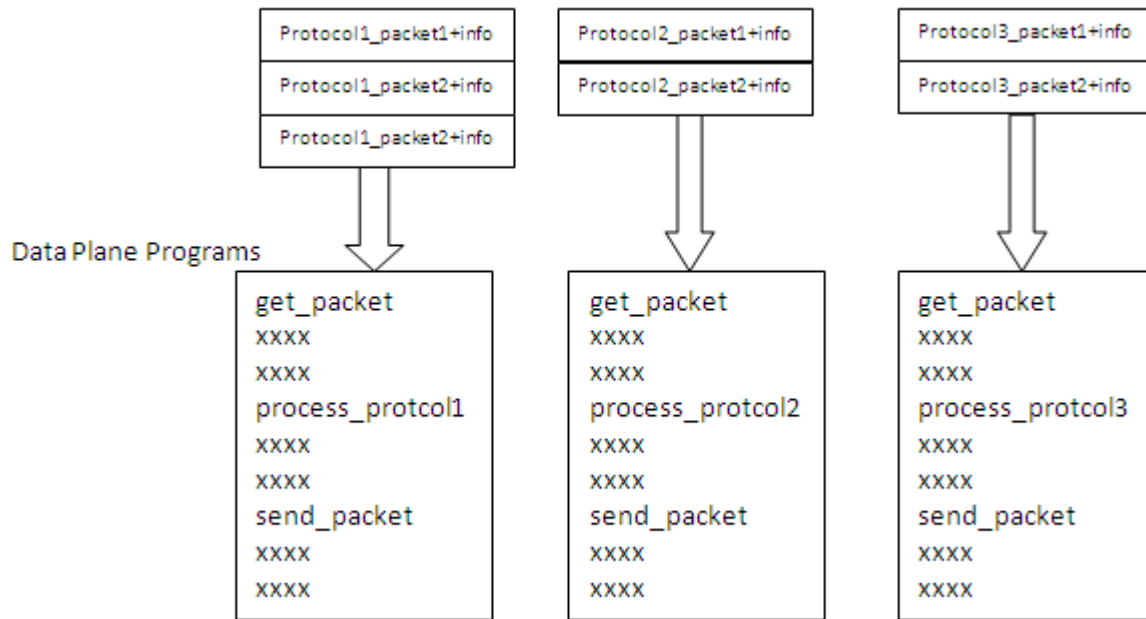 Protocol1_packet1+info
Protocol1_packet2+info
Protocol1_packet2+info
Protocol2_packet1+info
Protocol2_packet2+info
Protocol3_packet1+info
Protocol3_packet2+info
Data Plane Programs
get_packet
xxxx
xxxx
process_protcol1
xxxx
xxxx
send_packet
xxxx
xxxx
get_packet
xxxx
xxxx
process_protcol2
xxxx
xxxx
send_packet
xxxx
xxxx
get_packet
xxxx
xxxx
process_protcol3
xxxx
xxxx
send_packet
xxxx
xxxx